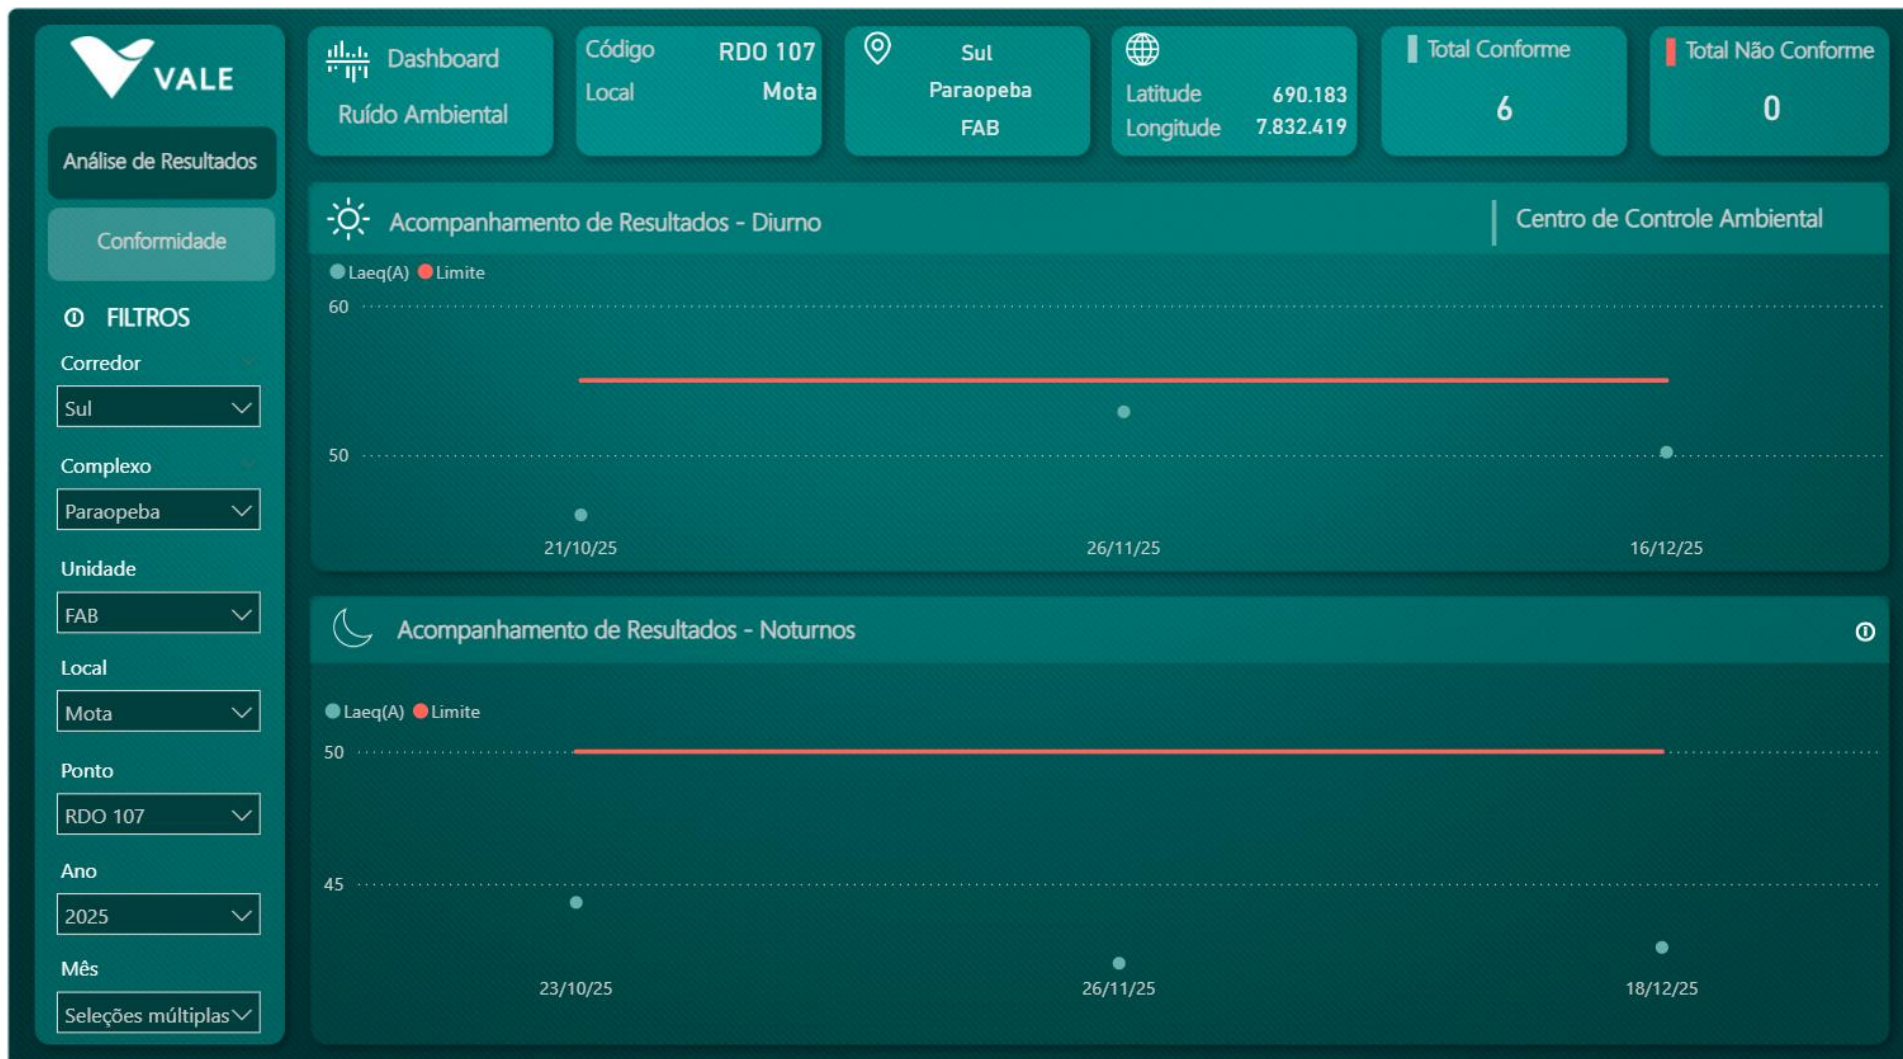 VALE
Análise de Resultados
Conformidade
FILTROS
Corredor
Sul
Complexo
Paraopeba
Unidade
FAB
Local
Mota
Ponto
RDO 107
Ano
2025
Mês
Seleções múltiplas
Dashboard
Ruído Ambiental
Código RDO 107
Local Mota
Sul
Paraopeba
FAB
Latitude 690.183
Longitude 7.832.419
Total Conforme
6
Total Não Conforme
0
Acompanhamento de Resultados - Diurno
Centro de Controle Ambiental
Laeq(A) Limite
60
50
21/10/25 26/11/25 16/12/25
Acompanhamento de Resultados - Noturnos
Laeq(A) Limite
50
45
23/10/25 26/11/25 18/12/25